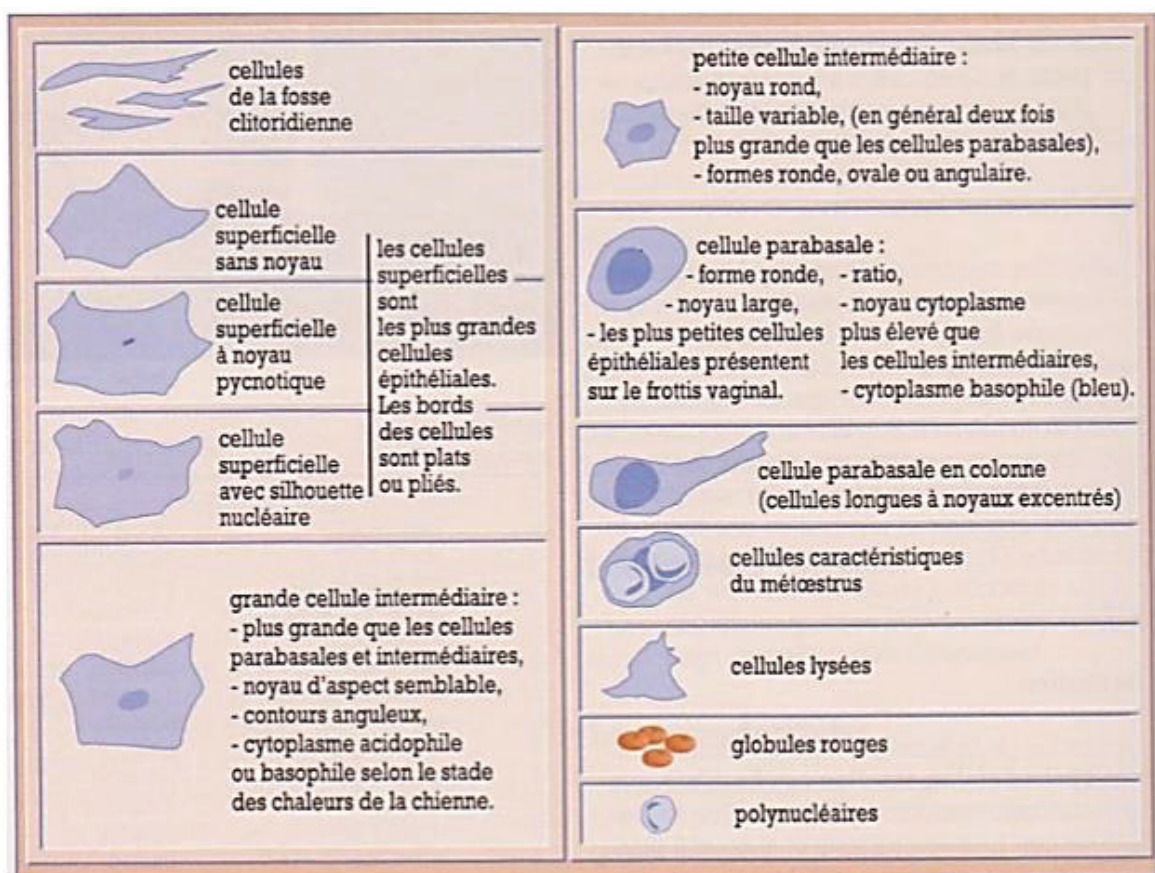 cellules
de la fosse
clitoridienne
cellule
superficielle
sans noyau
cellule
superficielle
à noyau
pycnotique
cellule
superficielle
avec silhouette
nucléaire
les cellules
superficielles
sont
les plus grandes
cellules
épithéliales.
Les bords
des cellules
sont plats
ou pliés.
grande cellule intermédiaire :
- plus grande que les cellules
parabasales et intermédiaires,
- noyau d'aspect semblable,
- contours anguleux,
- cytoplasme acidophile
ou basophile selon le stade
des chaleurs de la chienne.
petite cellule intermédiaire :
- noyau rond,
- taille variable, (en général deux fois
plus grande que les cellules parabasales),
- formes ronde, ovale ou angulaire.
cellule parabasale :
- forme ronde,
- noyau large,
- les plus petites cellules
épithéliales présentent
sur le frottis vaginal.
- ratio,
- noyau cytoplasme
plus élevé que
les cellules intermédiaires,
- cytoplasme basophile (bleu).
cellule parabasale en colonne
(cellules longues à noyaux excentrés)
cellules caractéristiques
du métœstrus
cellules lysées
globules rouges
polynucléaires